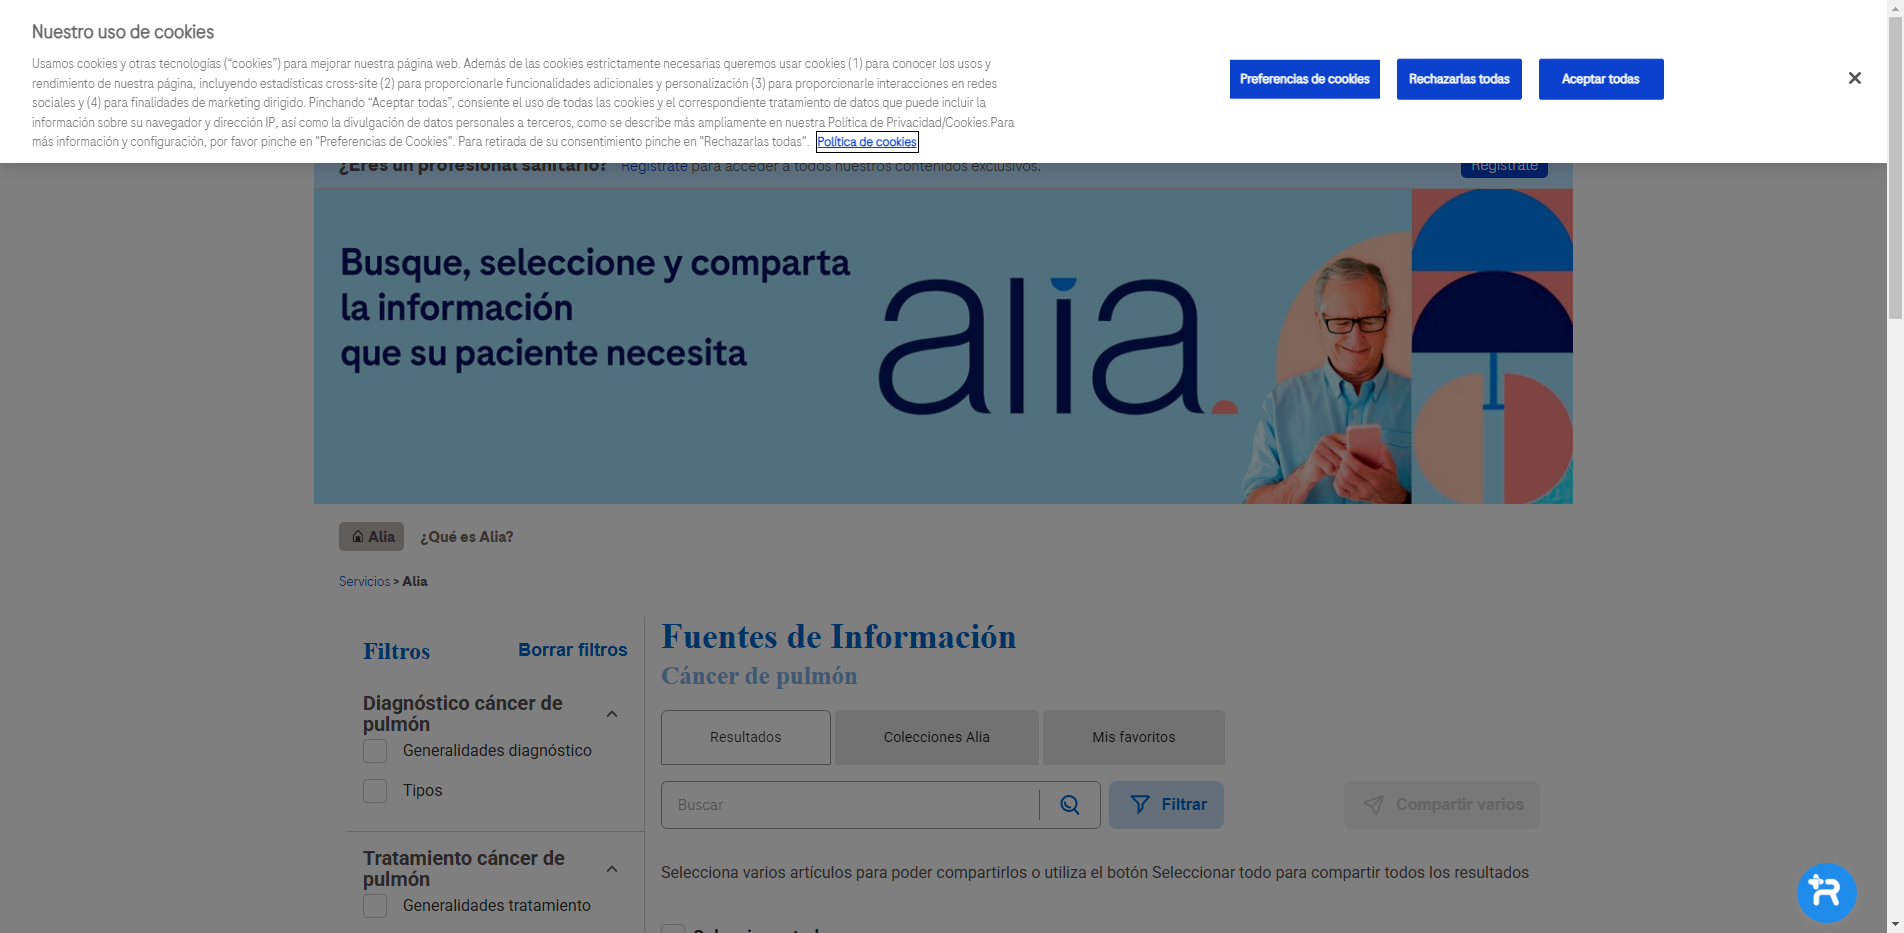 Nuestro uso de cookies
Usamos cookies y otras tecnologías (“cookies”) para mejorar nuestra página web. Además de las cookies estrictamente necesarias queremos usar cookies (1) para conocer los usos y
rendimiento de nuestra página, incluyendo estadísticas cross-site (2) para proporcionarle funcionalidades adicionales y personalización (3) para proporcionarle interacciones en redes
sociales y (4) para finalidades de marketing dirigido. Pinchando “Aceptar todas”, consiente el uso de todas las cookies y el correspondiente tratamiento de datos que puede incluir la
información sobre su navegador y dirección IP, así como la divulgación de datos personales a terceros, como se describe más ampliamente en nuestra Política de Privacidad/Cookies.Para
más información y configuración, por favor pinche en "Preferencias de Cookies". Para retirada de su consentimiento pinche en "Rechazarlas todas". Política de cookies
Preferencias de cookies
Rechazarlas todas
Aceptar todas
¿Eres un profesional sanitario? Regístrate para acceder a todos nuestros contenidos exclusivos.
Regístrate
Busque, seleccione y comparta
la información
que su paciente necesita
alia.
Alia
¿Qué es Alia?
Servicios > Alia
Filtros
Borrar filtros
Diagnóstico cáncer de
pulmón
Generalidades diagnóstico
Tipos
Tratamiento cáncer de
pulmón
Generalidades tratamiento
Fuentes de Información
Cáncer de pulmón
Resultados
Colecciones Alia
Mis favoritos
Buscar
Filtrar
Compartir varios
Selecciona varios artículos para poder compartirlos o utiliza el botón Seleccionar todo para compartir todos los resultados